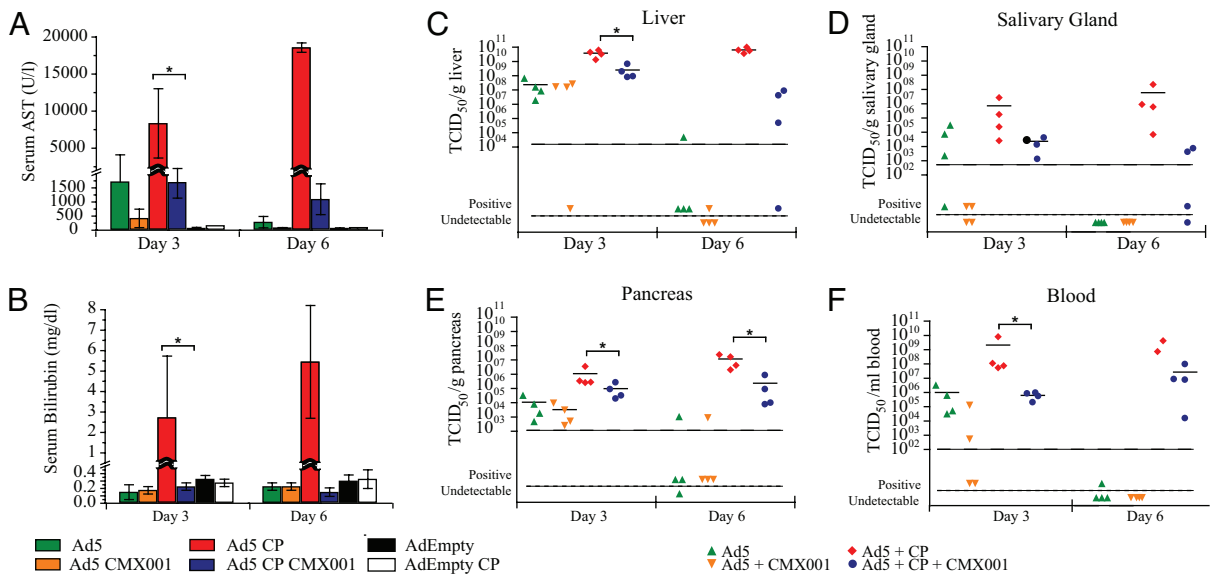 A
Serum AST (U/l)
20000
15000
10000
5000
1500
1000
500
0
*
Day 3
Day 6
B
Serum Bilirubin (mg/dl)
8
7
6
5
4
3
2
1
0.4
0.2
0.0
*
Day 3
Day 6
Ad5
Ad5 CP
AdEmpty
Ad5 CMX001
Ad5 CP CMX001
AdEmpty CP
C
Liver
TCID50/g liver
10^11
10^10
10^09
10^08
10^07
10^06
10^05
10^04
Positive
Undetectable
*
Day 3
Day 6
D
Salivary Gland
TCID50/g salivary gland
10^11
10^10
10^09
10^08
10^07
10^06
10^05
10^04
10^03
10^02
Positive
Undetectable
Day 3
Day 6
E
Pancreas
TCID50/g pancreas
10^11
10^10
10^09
10^08
10^07
10^06
10^05
10^04
10^03
Positive
Undetectable
*
*
Day 3
Day 6
F
Blood
TCID50/ml blood
10^11
10^10
10^09
10^08
10^07
10^06
10^05
10^04
10^03
10^02
Positive
Undetectable
*
Day 3
Day 6
Ad5
Ad5 + CP
Ad5 + CMX001
Ad5 + CP + CMX001